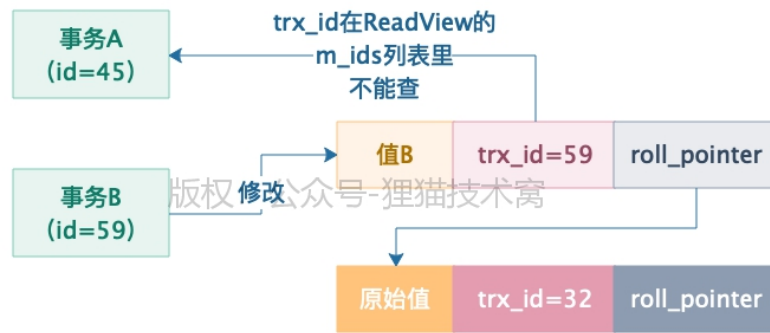 事务A
（id=45）
trx_id在ReadView的
m_ids列表里
不能查
值B
trx_id=59
roll_pointer
事务B
（id=59）
修改
版权 公众号-狸猫技术窝
原始值
trx_id=32
roll_pointer